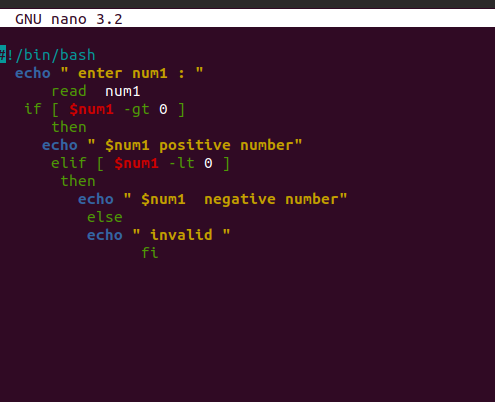 GNU nano 3.2
#!/bin/bash
echo " enter num1 : "
read  num1
if [ $num1 -gt 0 ]
then
echo " $num1 positive number"
elif [ $num1 -lt 0 ]
then
echo " $num1  negative number"
else
echo " invalid "
fi